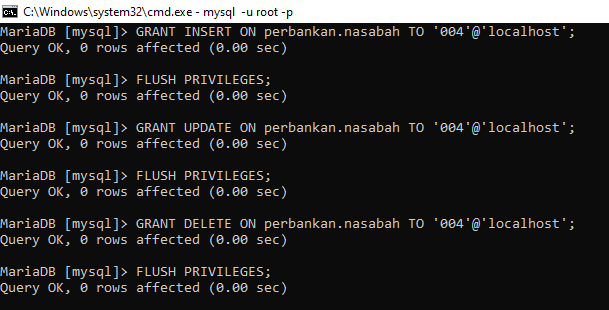 C:\Windows\system32\cmd.exe - mysql -u root -p
MariaDB [mysql]> GRANT INSERT ON perbankan.nasabah TO '004'@'localhost';
Query OK, 0 rows affected (0.00 sec)
MariaDB [mysql]> FLUSH PRIVILEGES;
Query OK, 0 rows affected (0.00 sec)
MariaDB [mysql]> GRANT UPDATE ON perbankan.nasabah TO '004'@'localhost';
Query OK, 0 rows affected (0.00 sec)
MariaDB [mysql]> FLUSH PRIVILEGES;
Query OK, 0 rows affected (0.00 sec)
MariaDB [mysql]> GRANT DELETE ON perbankan.nasabah TO '004'@'localhost';
Query OK, 0 rows affected (0.00 sec)
MariaDB [mysql]> FLUSH PRIVILEGES;
Query OK, 0 rows affected (0.00 sec)